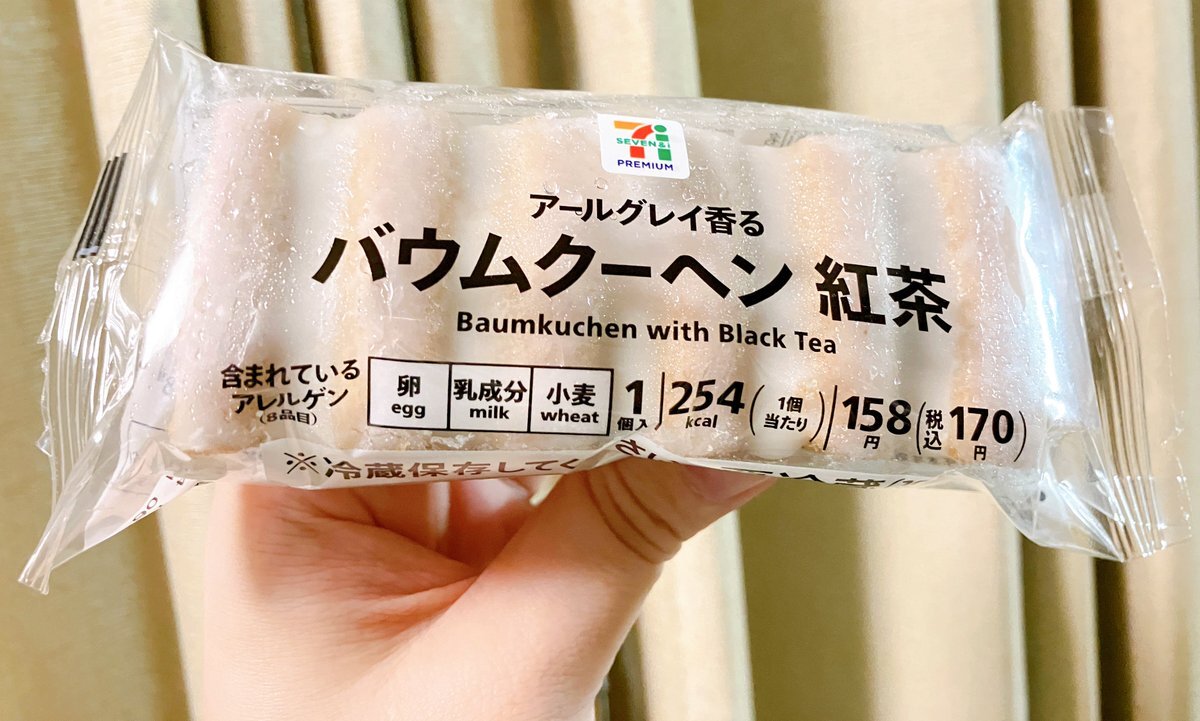 7i
SEVEN&i
PREMIUM
アールグレイ香る
バウムクーヘン 紅茶
Baumkuchen with Black Tea
含まれている
アレルゲン
(8品目)
卵
egg
乳成分
milk
小麦
wheat
1
個入
254
kcal
(1個
当たり)
158
円
(税
込
170
円)
※冷蔵保存してく